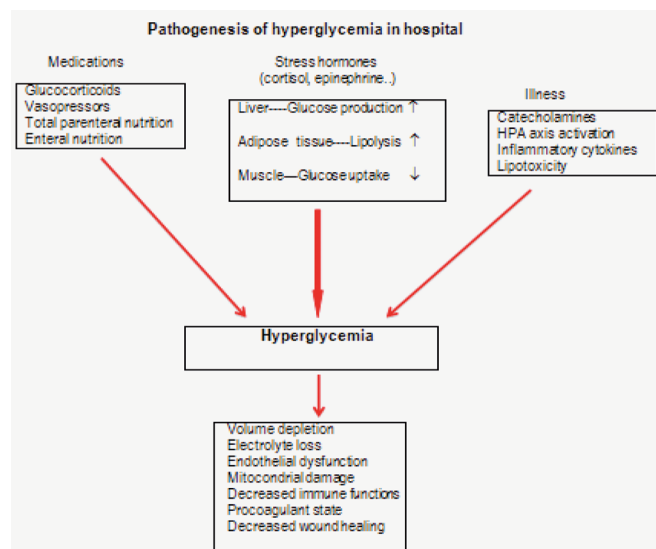 Pathogenesis of hyperglycemia in hospital
Medications
Glucocorticoids
Vasopressors
Total parenteral nutrition
Enteral nutrition
Stress hormones
(cortisol, epinephrine..)
Liver----Glucose production ↑
Adipose tissue----Lipolysis ↑
Muscle—Glucose uptake ↓
Illness
Catecholamines
HPA axis activation
Inflammatory cytokines
Lipotoxicity
Hyperglycemia
Volume depletion
Electrolyte loss
Endothelial dysfunction
Mitocondrial damage
Decreased immune functions
Procoagulant state
Decreased wound healing